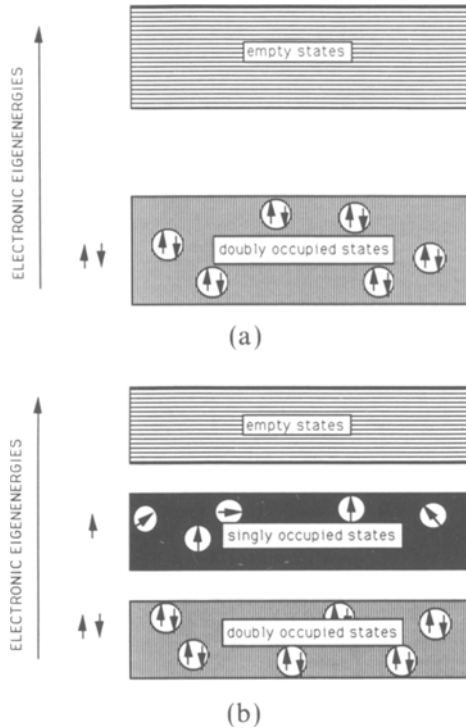 ELECTRONIC EIGENENERGIES
empty states
doubly occupied states
(a)
ELECTRONIC EIGENENERGIES
empty states
singly occupied states
doubly occupied states
(b)